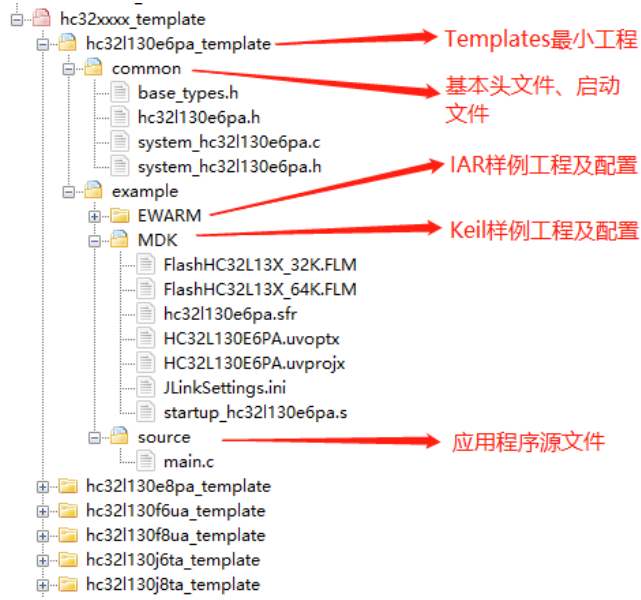 hc32xxxx_template
hc32l130e6pa_template
Templates最小工程
common
基本头文件、启动
文件
base_types.h
hc32l130e6pa.h
system_hc32l130e6pa.c
system_hc32l130e6pa.h
IAR样例工程及配置
example
EWARM
Keil样例工程及配置
MDK
FlashHC32L13X_32K.FLM
FlashHC32L13X_64K.FLM
hc32l130e6pa.sfr
HC32L130E6PA.uvoptx
HC32L130E6PA.uvprojx
JLinkSettings.ini
startup_hc32l130e6pa.s
source
应用程序源文件
main.c
hc32l130e8pa_template
hc32l130f6ua_template
hc32l130f8ua_template
hc32l130j6ta_template
hc32l130j8ta_template